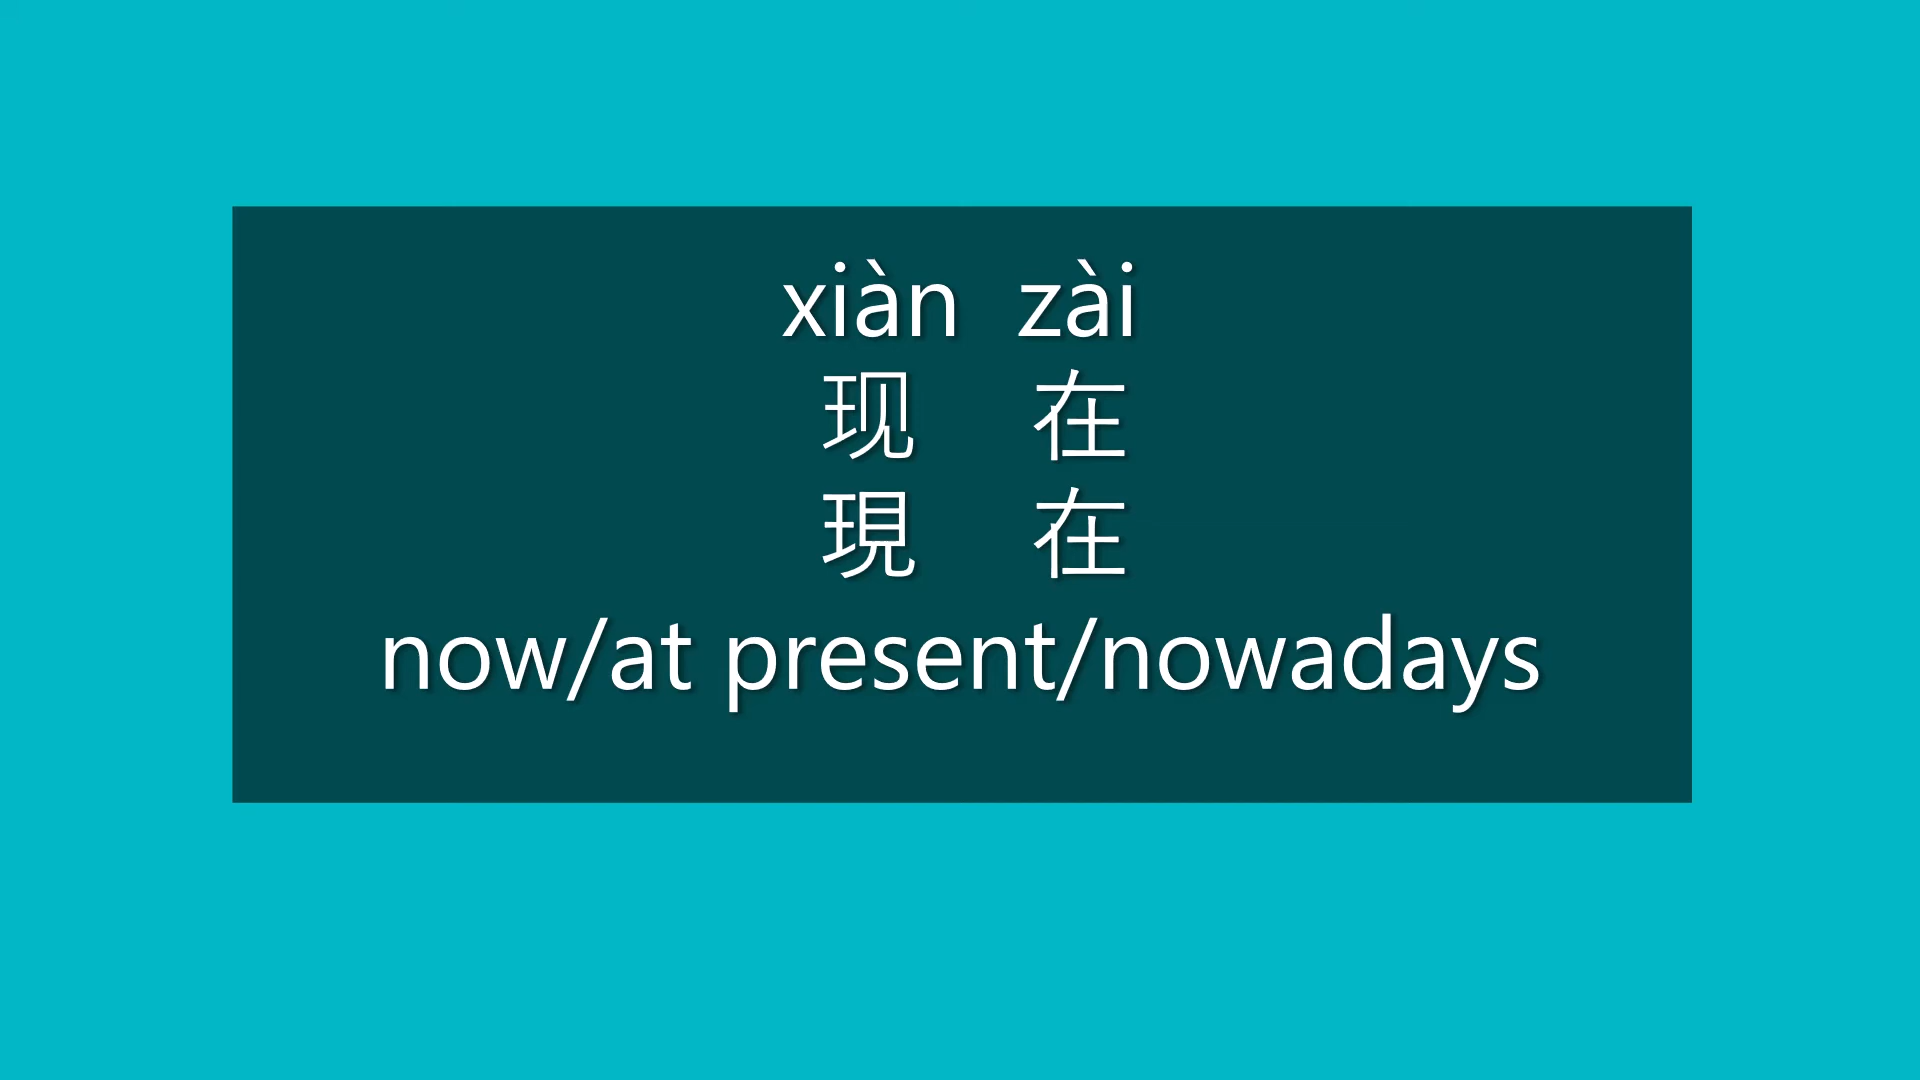 xiàn zài
现 在
現 在
now/at present/nowadays